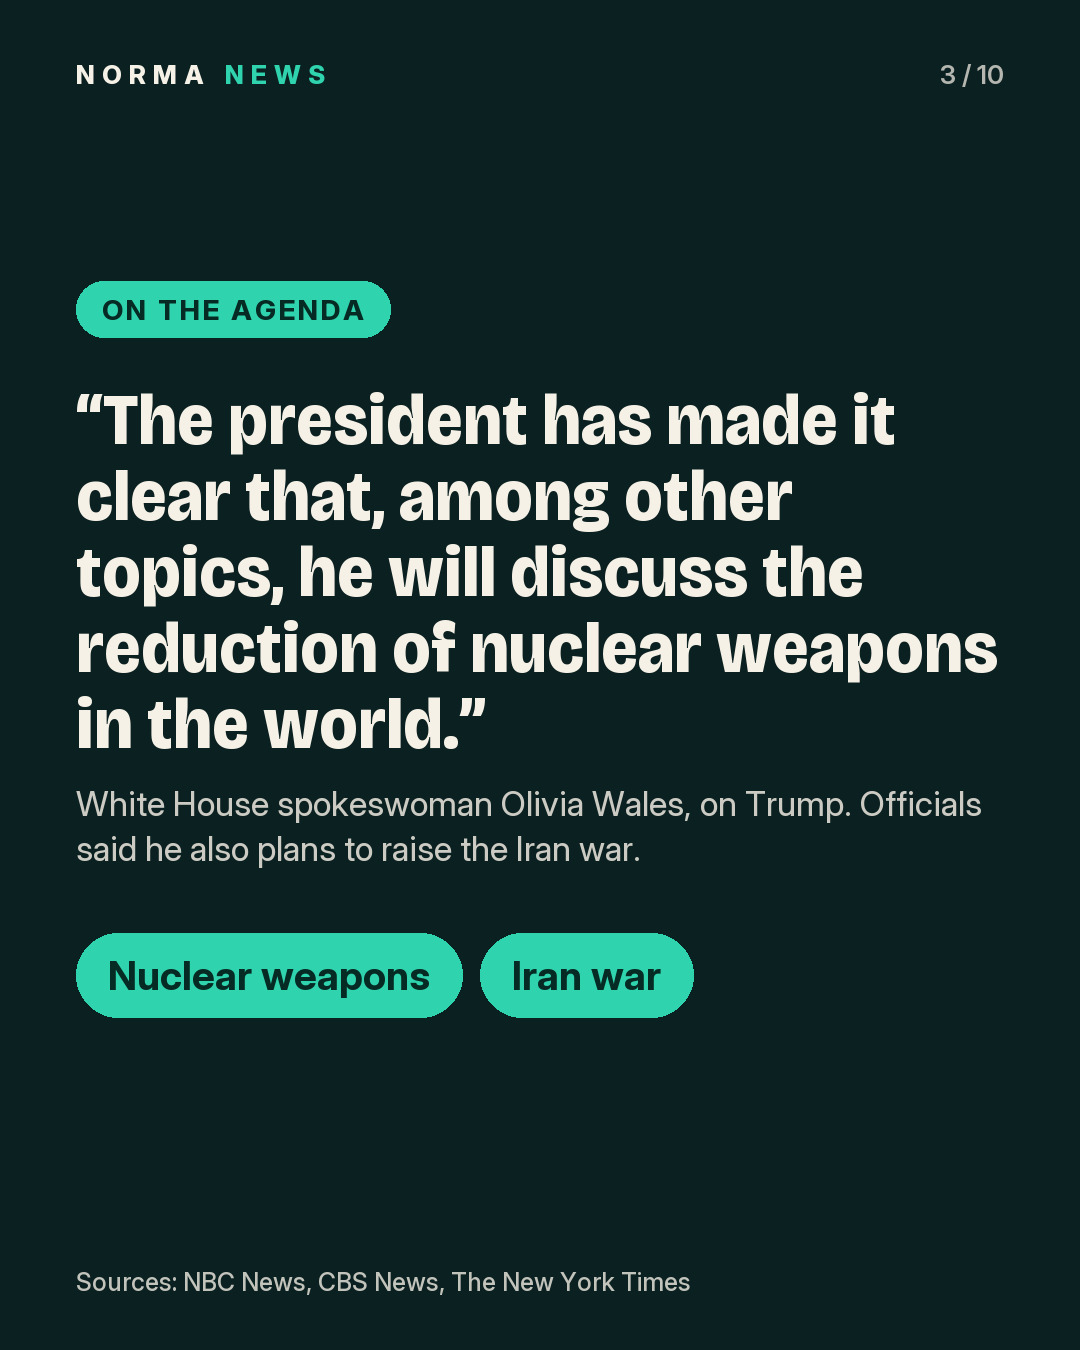 NORMA NEWS
3 / 10
ON THE AGENDA
“The president has made it
clear that, among other
topics, he will discuss the
reduction of nuclear weapons
in the world.”
White House spokeswoman Olivia Wales, on Trump. Officials
said he also plans to raise the Iran war.
Nuclear weapons
Iran war
Sources: NBC News, CBS News, The New York Times